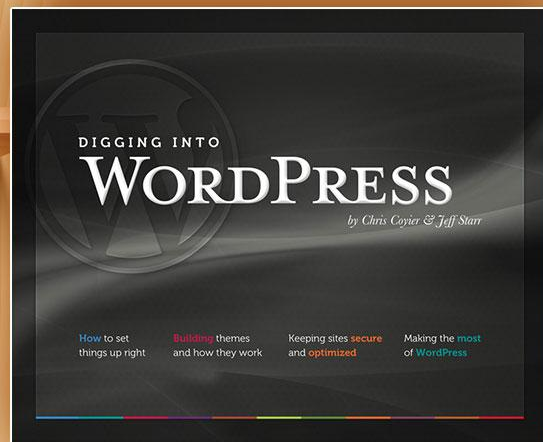 DIGGING INTO
WORDPRESS
by Chris Coyier & Jeff Starr
How to set
things up right
Building themes
and how they work
Keeping sites secure
and optimized
Making the most
of WordPress